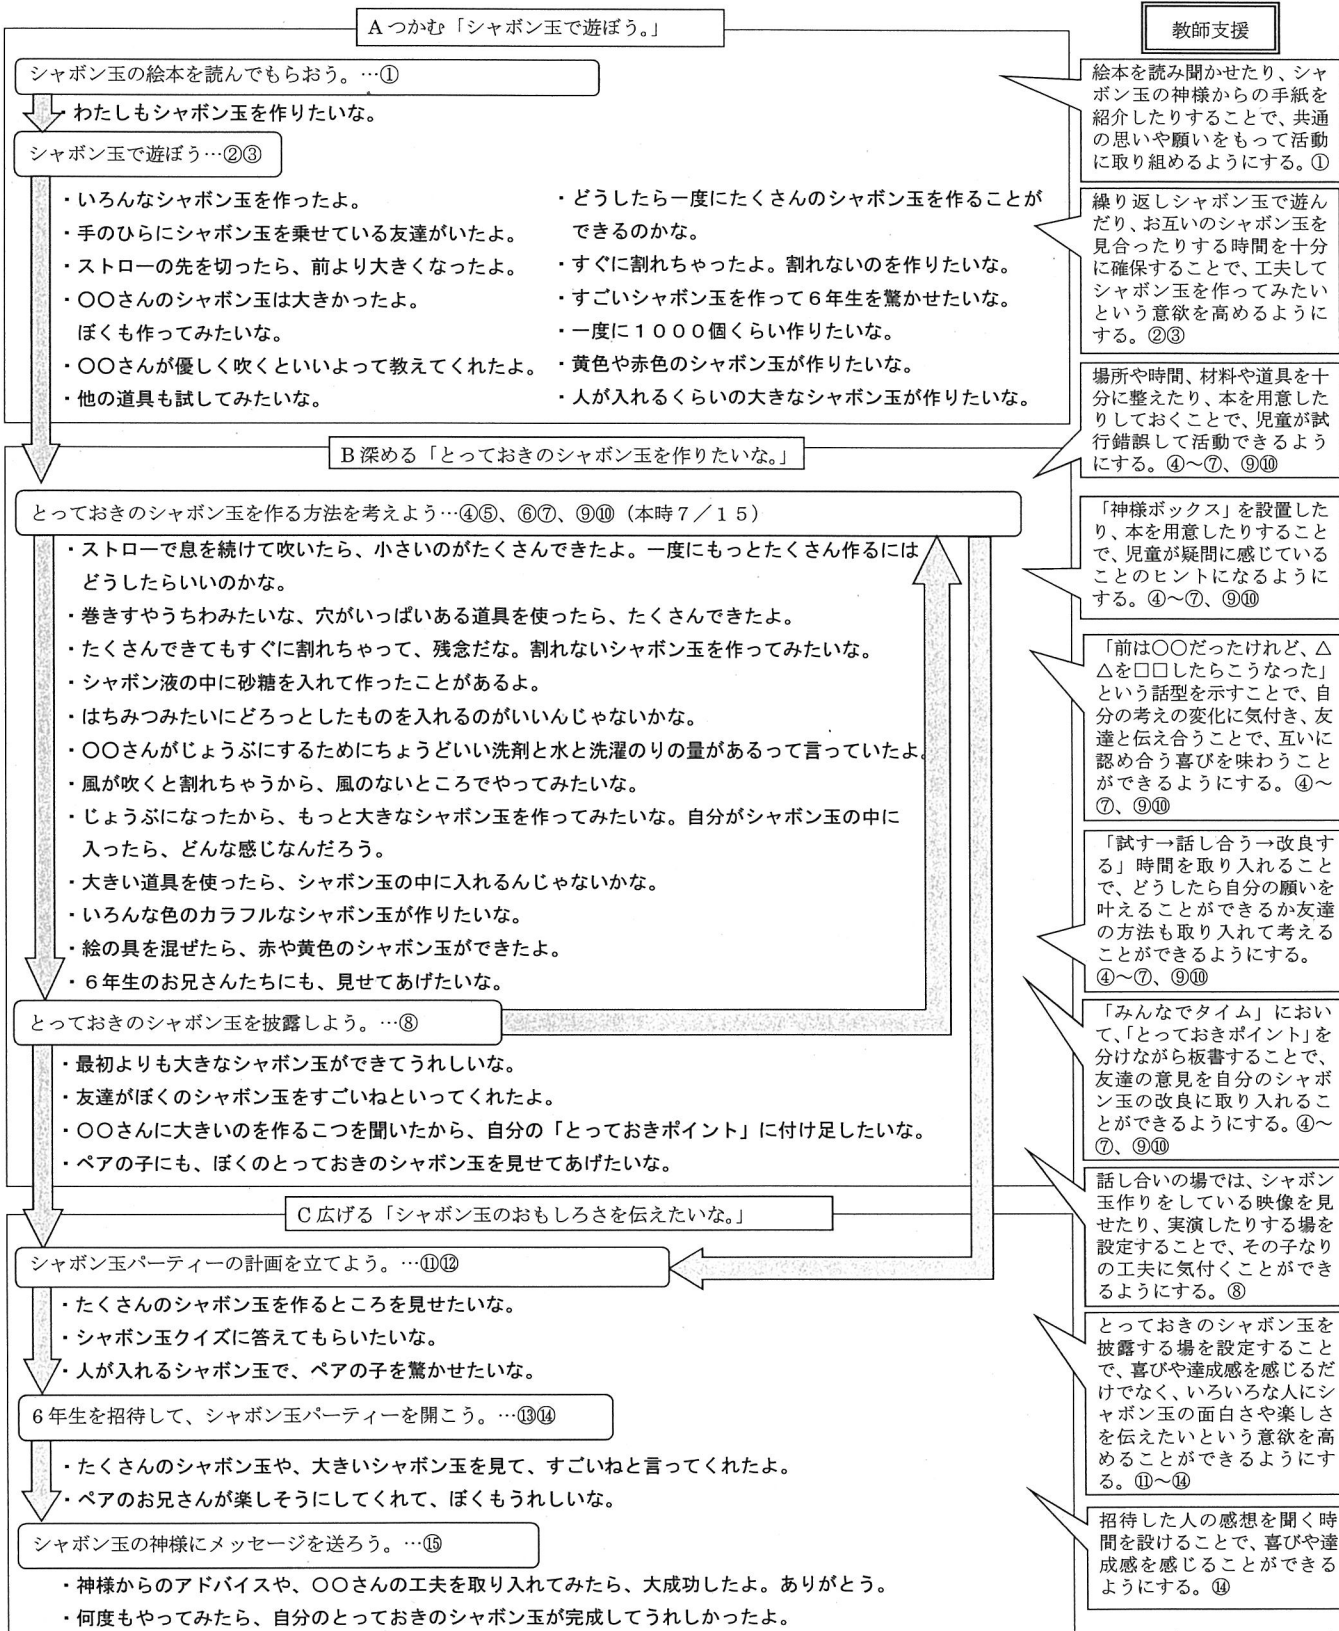 A つかむ「シャボン玉で遊ぼう。」
シャボン玉の絵本を読んでもらおう。…①
・わたしもシャボン玉を作りたいな。
シャボン玉で遊ぼう…②③
・いろんなシャボン玉を作ったよ。
・手のひらにシャボン玉を乗せている友達がいたよ。
・ストローの先を切ったら、前より大きくなったよ。
・〇〇さんのシャボン玉は大きかったよ。
ぼくも作ってみたいな。
・〇〇さんが優しく吹くといいよって教えてくれたよ。
・他の道具も試してみたいな。
・どうしたら一度にたくさんのシャボン玉を作ることが
できるのかな。
・すぐに割れちゃったよ。割れないのを作りたいな。
・すごいシャボン玉を作って6年生を驚かせたいな。
・一度に1000個くらい作りたいな。
・黄色や赤色のシャボン玉が作りたいな。
・人が入れるくらいの大きなシャボン玉が作りたいな。
B 深める「とっておきのシャボン玉を作りたいな。」
とっておきのシャボン玉を作る方法を考えよう…④⑤、⑥⑦、⑨⑩（本時7／15）
・ストローで息を続けて吹いたら、小さいのがたくさんできたよ。一度にもっとたくさん作るには
どうしたらいいのかな。
・巻きすやうちわみたいな、穴がいっぱいある道具を使ったら、たくさんできたよ。
・たくさんできてもすぐに割れちゃって、残念だな。割れないシャボン玉を作ってみたいな。
・シャボン液の中に砂糖を入れて作ったことがあるよ。
・はちみつみたいにどろっとしたものを入れるのがいいんじゃないかな。
・〇〇さんがじょうぶにするためにちょうどいい洗剤と水と洗濯のりの量があるって言っていたよ。
・風が吹くと割れちゃうから、風のないところでやってみたいな。
・じょうぶになったから、もっと大きなシャボン玉を作ってみたいな。自分がシャボン玉の中に
入ったら、どんな感じなんだろう。
・大きい道具を使ったら、シャボン玉の中に入れるんじゃないかな。
・いろんな色のカラフルなシャボン玉が作りたいな。
・絵の具を混ぜたら、赤や黄色のシャボン玉ができたよ。
・6年生のお兄さんたちにも、見せてあげたいな。
とっておきのシャボン玉を披露しよう。…⑧
・最初よりも大きなシャボン玉ができてうれしいな。
・友達がぼくのシャボン玉をすごいねといってくれたよ。
・〇〇さんに大きいのを作るこつを聞いたから、自分の「とっておきポイント」に付け足したいな。
・ペアの子にも、ぼくのとっておきのシャボン玉を見せてあげたいな。
C 広げる「シャボン玉のおもしろさを伝えたいな。」
シャボン玉パーティーの計画を立てよう。…⑪⑫
・たくさんのシャボン玉を作るところを見せたいな。
・シャボン玉クイズに答えてもらいたいな。
・人が入れるシャボン玉で、ペアの子を驚かせたいな。
6年生を招待して、シャボン玉パーティーを開こう。…⑬⑭
・たくさんのシャボン玉や、大きいシャボン玉を見て、すごいねと言ってくれたよ。
・ペアのお兄さんが楽しそうにしてくれて、ぼくもうれしいな。
シャボン玉の神様にメッセージを送ろう。…⑮
・神様からのアドバイスや、〇〇さんの工夫を取り入れてみたら、大成功したよ。ありがとう。
・何度もやってみたら、自分のとっておきのシャボン玉が完成してうれしかったよ。
教師支援
絵本を読み聞かせたり、シャ
ボン玉の神様からの手紙を
紹介したりすることで、共通
の思いや願いをもって活動
に取り組めるようにする。①
繰り返しシャボン玉で遊ん
だり、お互いのシャボン玉を
見合ったりする時間を十分
に確保することで、工夫して
シャボン玉を作ってみたい
という意欲を高めるように
する。②③
場所や時間、材料や道具を十
分に整えたり、本を用意した
りしておくことで、児童が試
行錯誤して活動できるよう
にする。④～⑦、⑨⑩
「神様ボックス」を設置した
り、本を用意したりすること
で、児童が疑問に感じている
ことのヒントになるように
する。④～⑦、⑨⑩
「前は〇〇だったけれど、△
△を□□したらこうなった」
という話型を示すことで、自
分の考えの変化に気付き、友
達と伝え合うことで、互いに
認め合う喜びを味わうこと
ができるようにする。④～
⑦、⑨⑩
「試す→話し合う→改良す
る」時間を取り入れること
で、どうしたら自分の願いを
叶えることができるか友達
の方法も取り入れて考える
ことができるようにする。
④～⑦、⑨⑩
「みんなでタイム」におい
て、「とっておきポイント」を
分けながら板書することで、
友達の意見を自分のシャボ
ン玉の改良に取り入れるこ
とができるようにする。④～
⑦、⑨⑩
話し合いの場では、シャボン
玉作りをしている映像を見
せたり、実演したりする場を
設定することで、その子なり
の工夫に気付くことができ
るようにする。⑧
とっておきのシャボン玉を
披露する場を設定すること
で、喜びや達成感を感じるだ
けでなく、いろいろな人にシ
ャボン玉の面白さや楽しさ
を伝えたいという意欲を高
めることができるようにす
る。⑪～⑭
招待した人の感想を聞く時
間を設けることで、喜びや達
成感を感じることができる
ようにする。⑭